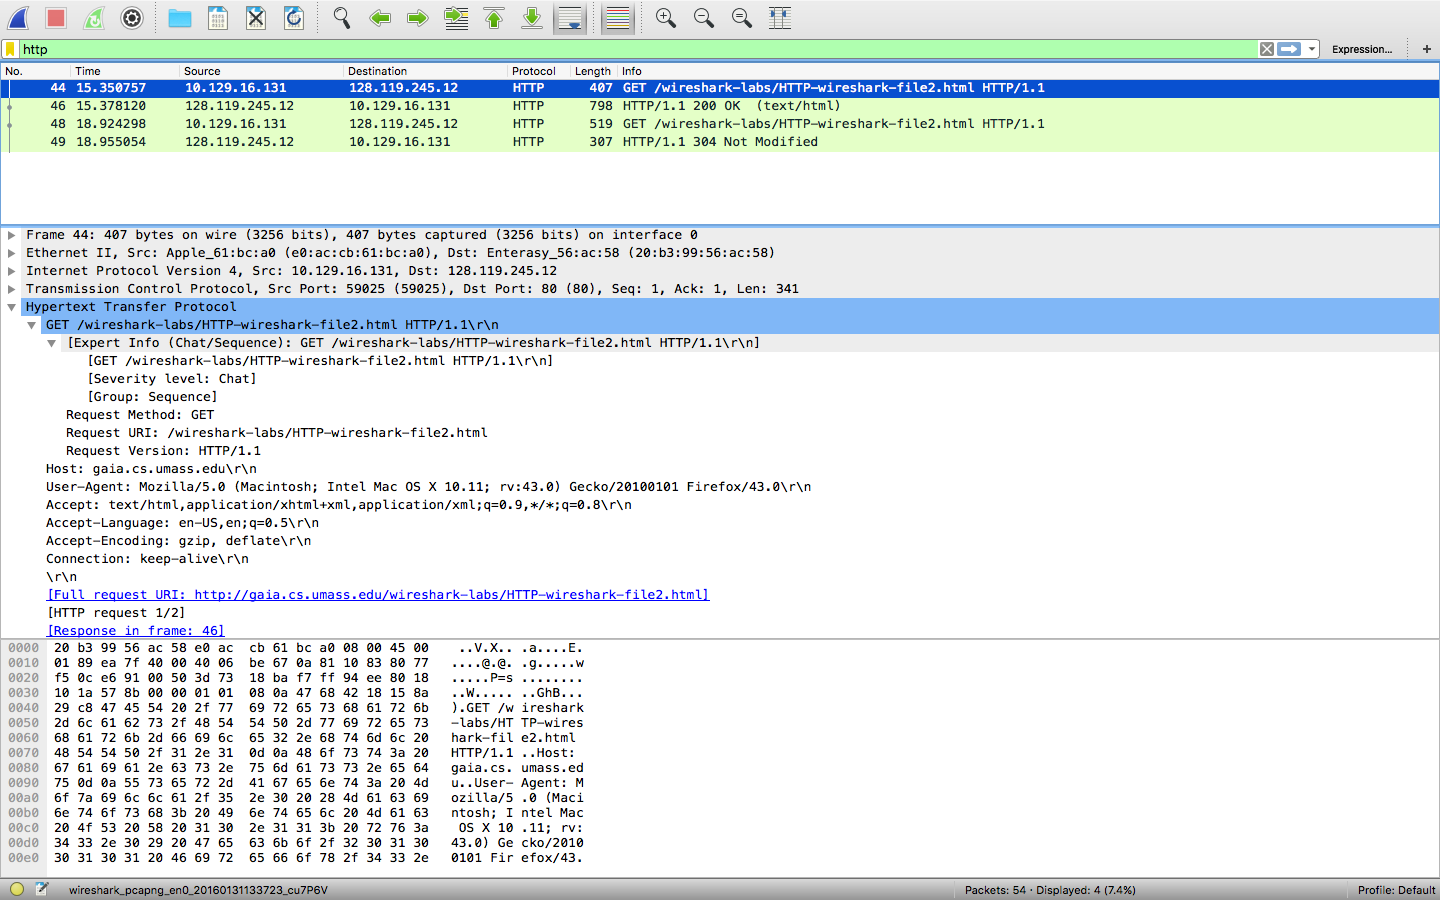 http
Expression...
+
No. Time Source Destination Protocol Length Info
44 15.350757 10.129.16.131 128.119.245.12 HTTP 407 GET /wireshark-labs/HTTP-wireshark-file2.html HTTP/1.1
46 15.378120 128.119.245.12 10.129.16.131 HTTP 798 HTTP/1.1 200 OK  (text/html)
48 18.924298 10.129.16.131 128.119.245.12 HTTP 519 GET /wireshark-labs/HTTP-wireshark-file2.html HTTP/1.1
49 18.955054 128.119.245.12 10.129.16.131 HTTP 307 HTTP/1.1 304 Not Modified
Frame 44: 407 bytes on wire (3256 bits), 407 bytes captured (3256 bits) on interface 0
Ethernet II, Src: Apple_61:bc:a0 (e0:ac:cb:61:bc:a0), Dst: Enterasy_56:ac:58 (20:b3:99:56:ac:58)
Internet Protocol Version 4, Src: 10.129.16.131, Dst: 128.119.245.12
Transmission Control Protocol, Src Port: 59025 (59025), Dst Port: 80 (80), Seq: 1, Ack: 1, Len: 341
Hypertext Transfer Protocol
GET /wireshark-labs/HTTP-wireshark-file2.html HTTP/1.1\r\n
[Expert Info (Chat/Sequence): GET /wireshark-labs/HTTP-wireshark-file2.html HTTP/1.1\r\n]
[GET /wireshark-labs/HTTP-wireshark-file2.html HTTP/1.1\r\n]
[Severity level: Chat]
[Group: Sequence]
Request Method: GET
Request URI: /wireshark-labs/HTTP-wireshark-file2.html
Request Version: HTTP/1.1
Host: gaia.cs.umass.edu\r\n
User-Agent: Mozilla/5.0 (Macintosh; Intel Mac OS X 10.11; rv:43.0) Gecko/20100101 Firefox/43.0\r\n
Accept: text/html,application/xhtml+xml,application/xml;q=0.9,*/*;q=0.8\r\n
Accept-Language: en-US,en;q=0.5\r\n
Accept-Encoding: gzip, deflate\r\n
Connection: keep-alive\r\n
\r\n
[Full request URI: http://gaia.cs.umass.edu/wireshark-labs/HTTP-wireshark-file2.html]
[HTTP request 1/2]
[Response in frame: 46]
0000 20 b3 99 56 ac 58 e0 ac cb 61 bc a0 08 00 45 00 ..V.X.. .a....E.
0010 01 89 ea 7f 40 00 40 06 be 67 0a 81 10 83 80 77 ....@.@. .g.....w
0020 f5 0c e6 91 00 50 3d 73 18 ba f7 ff 94 ee 80 18 .....P=s ........
0030 10 1a 57 8b 00 00 01 01 08 0a 47 68 42 18 15 8a ..W..... ..GhB...
0040 29 c8 47 45 54 20 2f 77 69 72 65 73 68 61 72 6b ).GET /w ireshark
0050 2d 6c 61 62 73 2f 48 54 54 50 2d 77 69 72 65 73 -labs/HT TP-wires
0060 68 61 72 6b 2d 66 69 6c 65 32 2e 68 74 6d 6c 20 hark-fil e2.html
0070 48 54 54 50 2f 31 2e 31 0d 0a 48 6f 73 74 3a 20 HTTP/1.1 ..Host:
0080 67 61 69 61 2e 63 73 2e 75 6d 61 73 73 2e 65 64 gaia.cs. umass.ed
0090 75 0d 0a 55 73 65 72 2d 41 67 65 6e 74 3a 20 4d u..User- Agent: M
00a0 6f 7a 69 6c 6c 61 2f 35 2e 30 20 28 4d 61 63 69 ozilla/5 .0 (Maci
00b0 6e 74 6f 73 68 3b 20 49 6e 74 65 6c 20 4d 61 63 ntosh; I ntel Mac
00c0 20 4f 53 20 58 20 31 30 2e 31 31 3b 20 72 76 3a OS X 10 .11; rv:
00d0 34 33 2e 30 29 20 47 65 63 6b 6f 2f 32 30 31 30 43.0) Ge cko/2010
00e0 30 31 30 31 20 46 69 72 65 66 6f 78 2f 34 33 2e 0101 Fir efox/43.
wireshark_pcapng_en0_20160131133723_cu7P6V
Packets: 54 · Displayed: 4 (7.4%)
Profile: Default